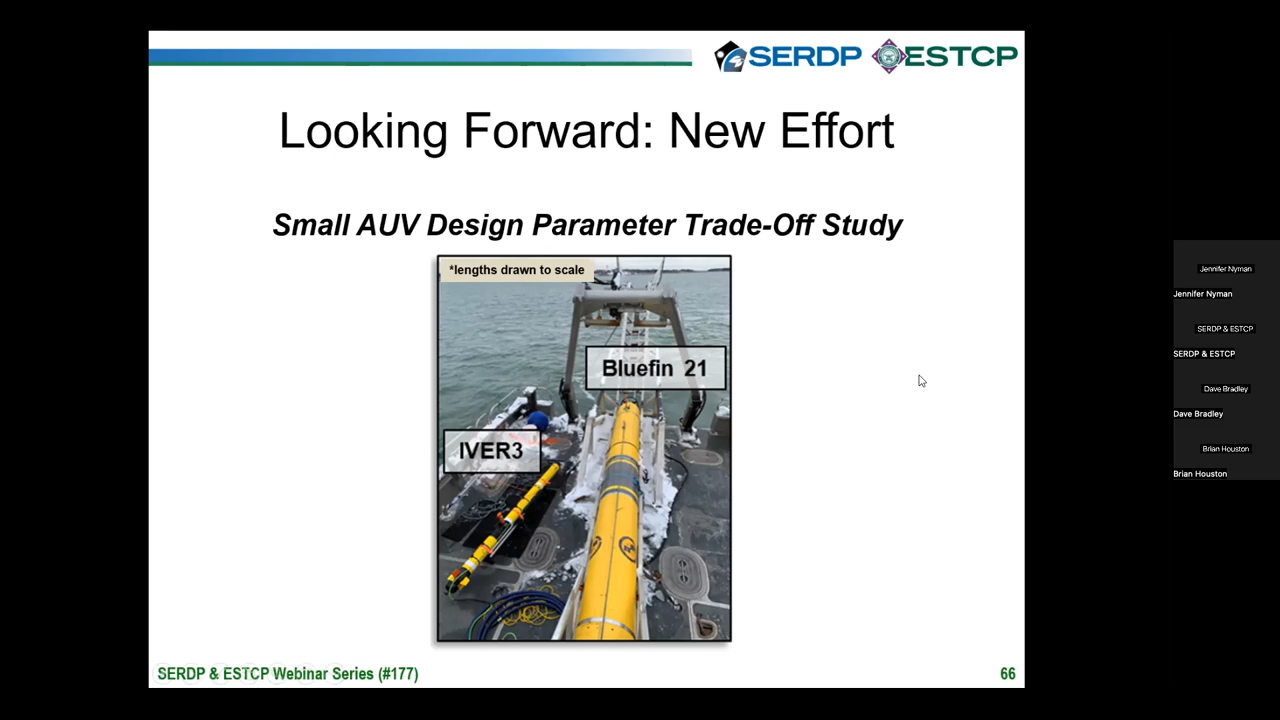 SERDP ESTCP
Looking Forward: New Effort
Small AUV Design Parameter Trade-Off Study
*lengths drawn to scale
Bluefin 21
IVER3
SERDP & ESTCP Webinar Series (#177)
66
Jennifer Nyman
Jennifer Nyman
SERDP & ESTCP
SERDP & ESTCP
Dave Bradley
Dave Bradley
Brian Houston
Brian Houston